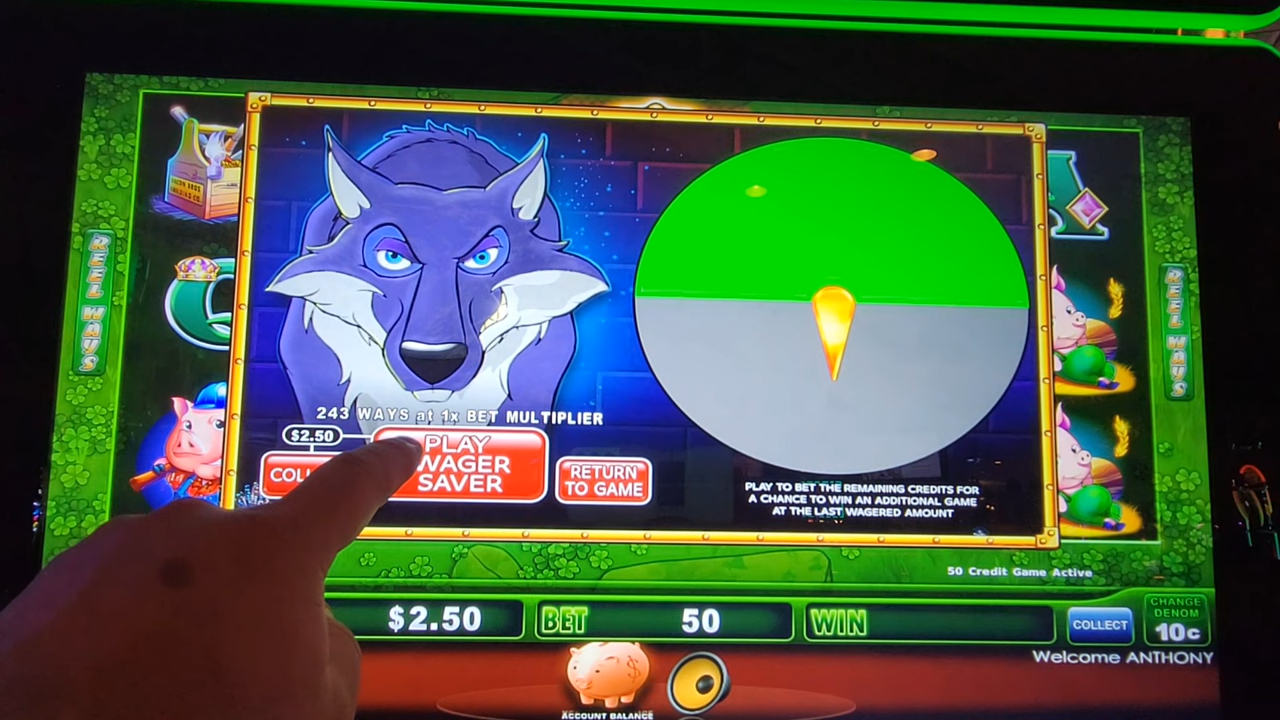 REEL WAYS
REEL WAYS
243 WAYS at 1x BET MULTIPLIER
$2.50
COL
PLAY
WAGER
SAVER
RETURN
TO GAME
PLAY TO BET THE REMAINING CREDITS FOR
A CHANCE TO WIN AN ADDITIONAL GAME
AT THE LAST WAGERED AMOUNT
50 Credit Game Active
$2.50
BET 50
WIN
COLLECT
CHANGE
DENOM
10c
Welcome ANTHONY
ACCOUNT BALANCE